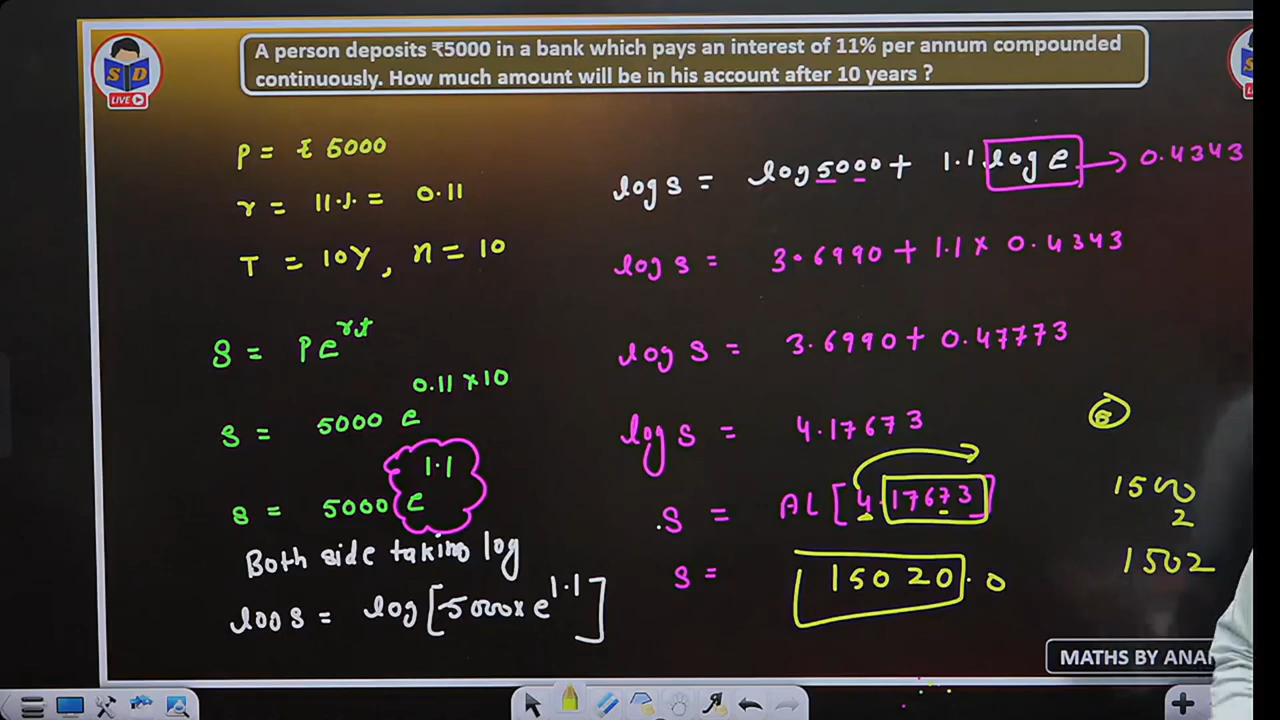 A person deposits ₹5000 in a bank which pays an interest of 11% per annum compounded
continuously. How much amount will be in his account after 10 years ?
S D
LIVE
P = ₹ 5000
r = 11% = 0.11
T = 10Y, n = 10
S = Pe^{r.t}
S = 5000 e^{0.11×10}
S = 5000 e^{1.1}
Both side taking log
log S = log[5000×e^{1.1}]
log S = log 5000 + 1.1 log e → 0.4343
log S = 3.6990 + 1.1 × 0.4343
log S = 3.6990 + 0.47773
log S = 4.17673
S = AL[4.17673]
S = 15020.0
1500
2
1502
MATHS BY ANA